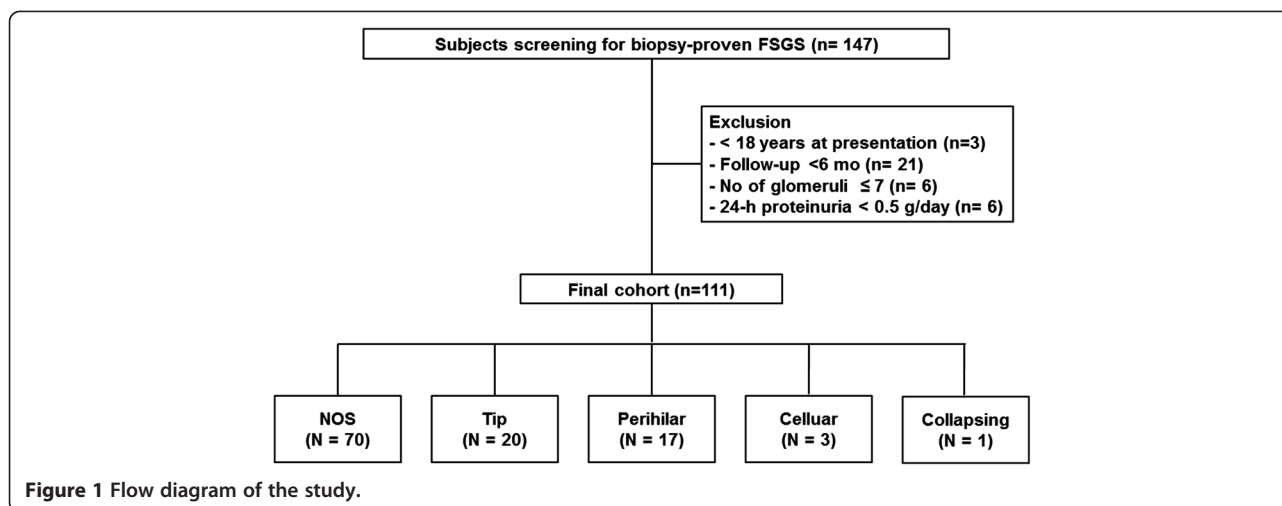 Subjects screening for biopsy-proven FSGS (n= 147)
Exclusion
- < 18 years at presentation (n=3)
- Follow-up <6 mo (n= 21)
- No of glomeruli ≤ 7 (n= 6)
- 24-h proteinuria < 0.5 g/day (n= 6)
Final cohort (n=111)
NOS
(N = 70)
Tip
(N = 20)
Perihilar
(N = 17)
Celluar
(N = 3)
Collapsing
(N = 1)
Figure 1 Flow diagram of the study.